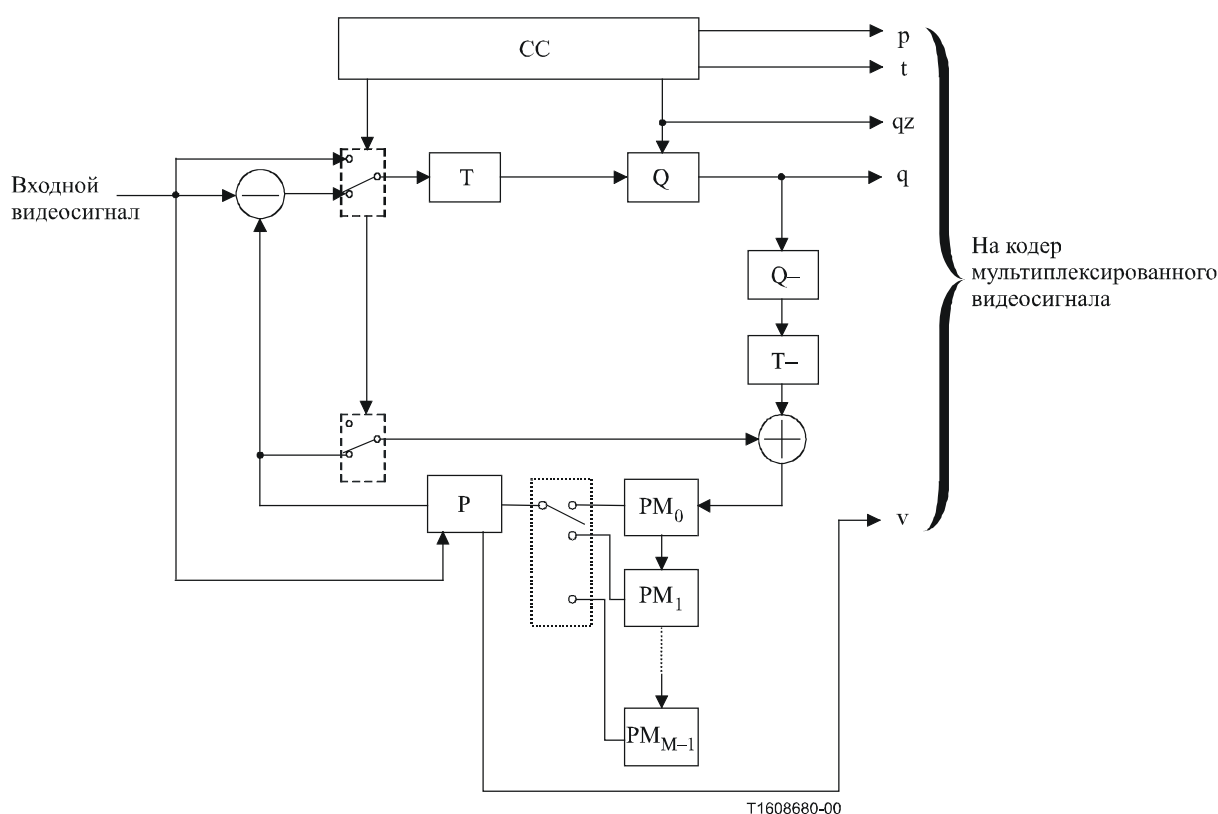 CC
p
t
qz
Входной
видеосигнал
T
Q
q
На кодер
мультиплексированного
видеосигнала
Q–
T–
P
PM0
v
PM1
PMM–1
T1608680-00